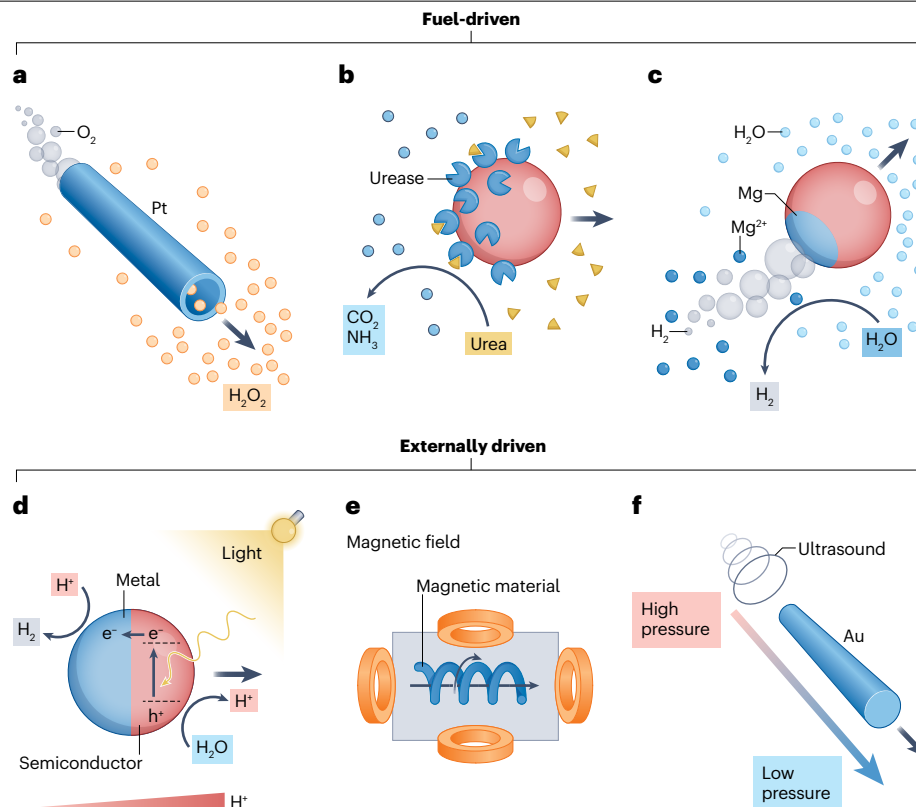 Fuel-driven
a
O₂
Pt
H₂O₂
b
Urease
CO₂
NH₃
Urea
c
H₂O
Mg
Mg²⁺
H₂
H₂O
H₂
Externally driven
d
Light
Metal
H⁺
H₂
e⁻
e⁻
h⁺
H⁺
H₂O
Semiconductor
H⁺
e
Magnetic field
Magnetic material
f
Ultrasound
High
pressure
Au
Low
pressure